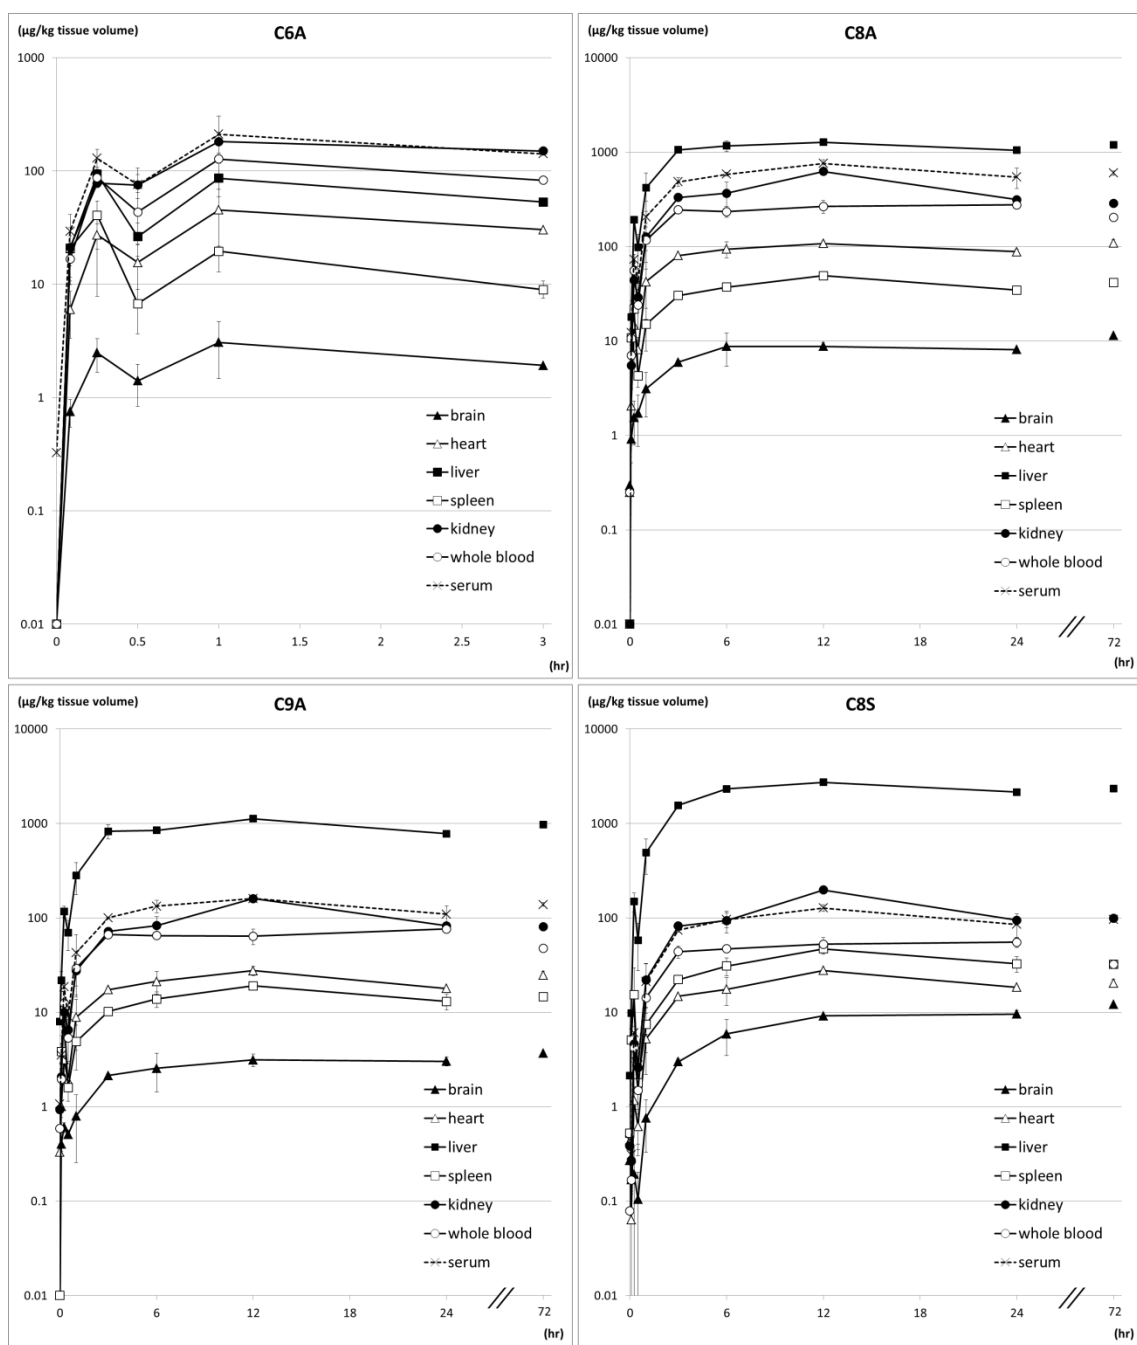 (µg/kg tissue volume)
C6A
1000
100
10
1
0.1
0.01
0 0.5 1 1.5 2 2.5 3
(hr)
brain
heart
liver
spleen
kidney
whole blood
serum
(µg/kg tissue volume)
C8A
10000
1000
100
10
1
0.1
0.01
0 6 12 18 24 72
(hr)
brain
heart
liver
spleen
kidney
whole blood
serum
(µg/kg tissue volume)
C9A
10000
1000
100
10
1
0.1
0.01
0 6 12 18 24 72
(hr)
brain
heart
liver
spleen
kidney
whole blood
serum
(µg/kg tissue volume)
C8S
10000
1000
100
10
1
0.1
0.01
0 6 12 18 24 72
(hr)
brain
heart
liver
spleen
kidney
whole blood
serum